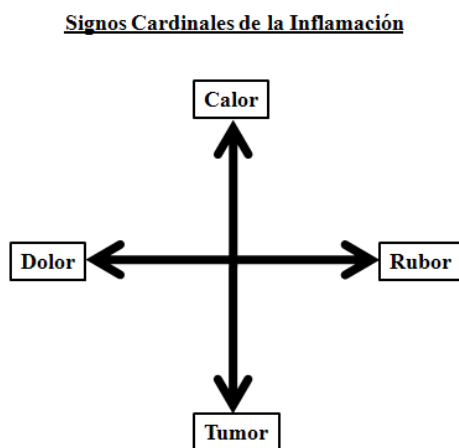 Signos Cardinales de la Inflamación
Calor
Dolor
Rubor
Tumor